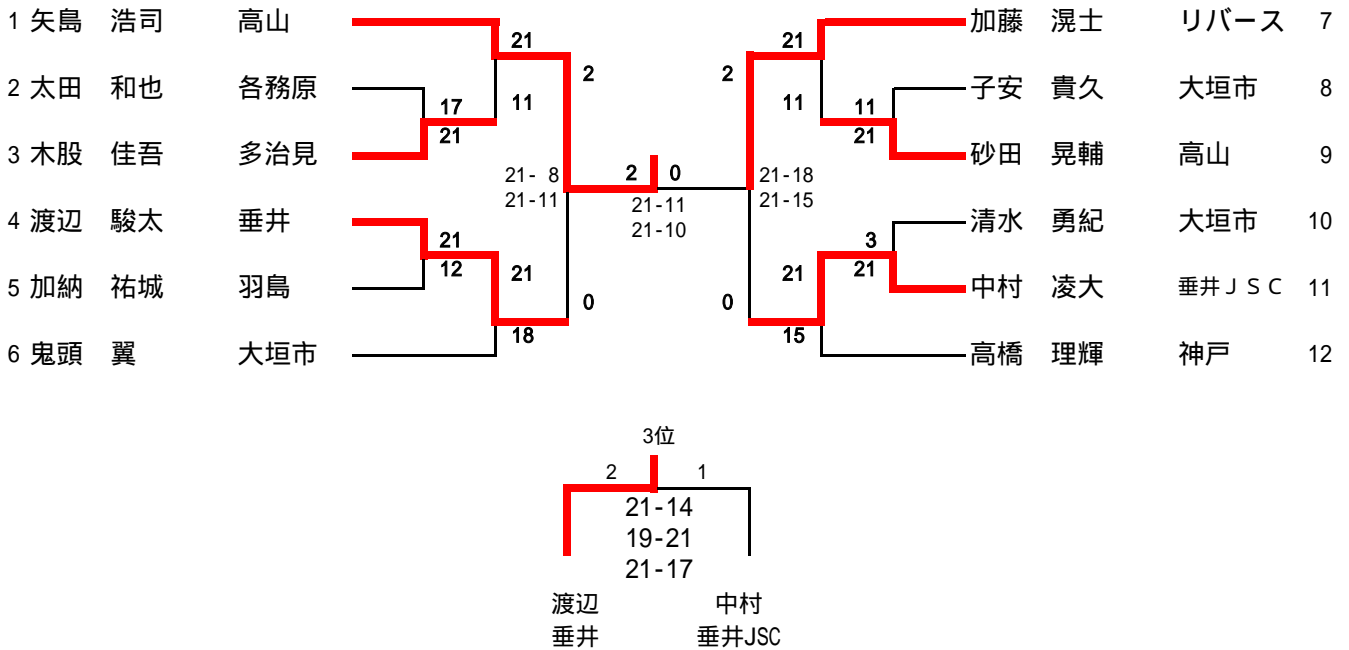 1 矢島 浩司 高山
21
2
2 太田 和也 各務原
17
11
21
3 木股 佳吾 多治見
21- 8
21-11
4 渡辺 駿太 垂井
21
12
21
5 加納 祐城 羽島
0
18
6 鬼頭 翼 大垣市
2 0
21-11
21-10
加藤 滉士 リバース 7
21
2
子安 貴久 大垣市 8
11
11
21
砂田 晃輔 高山 9
21-18
21-15
清水 勇紀 大垣市 10
3
21
21
中村 凌大 垂井ＪＳＣ 11
0
15
高橋 理輝 神戸 12
3位
2 1
21-14
19-21
21-17
渡辺 中村
垂井 垂井JSC